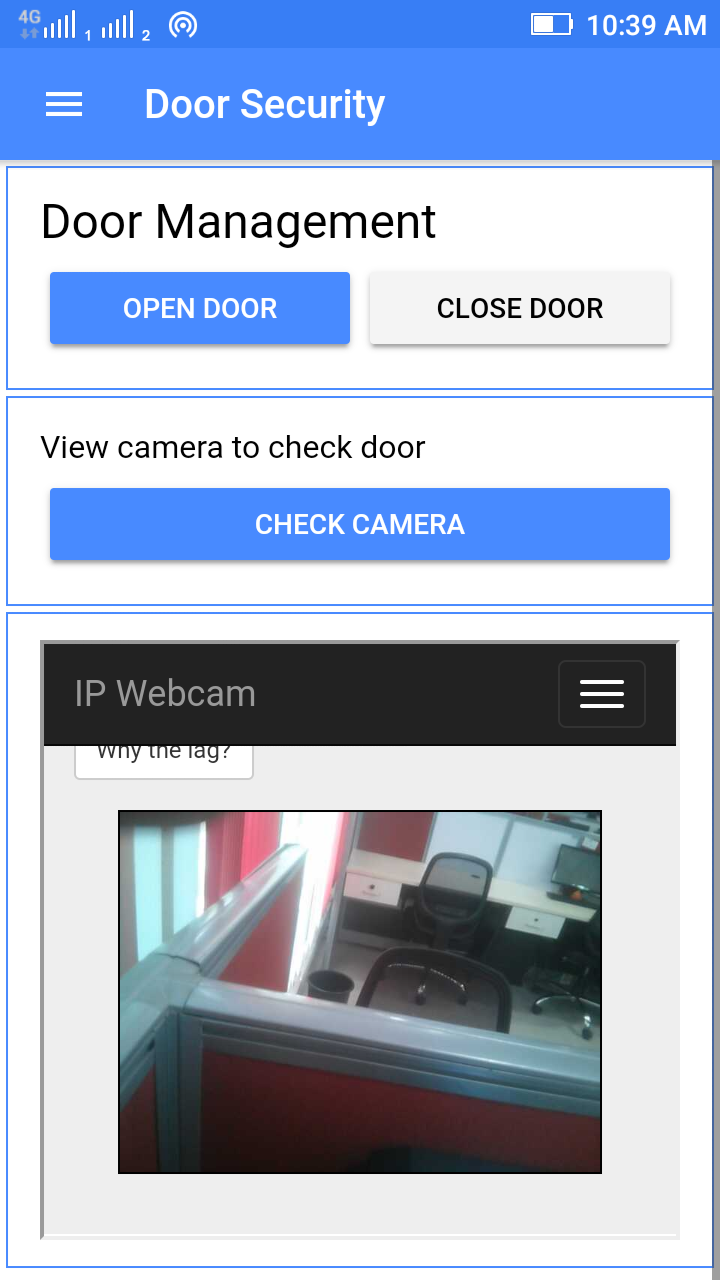 4G 1 2 10:39 AM
Door Security
Door Management
OPEN DOOR CLOSE DOOR
View camera to check door
CHECK CAMERA
IP Webcam
Why the lag?